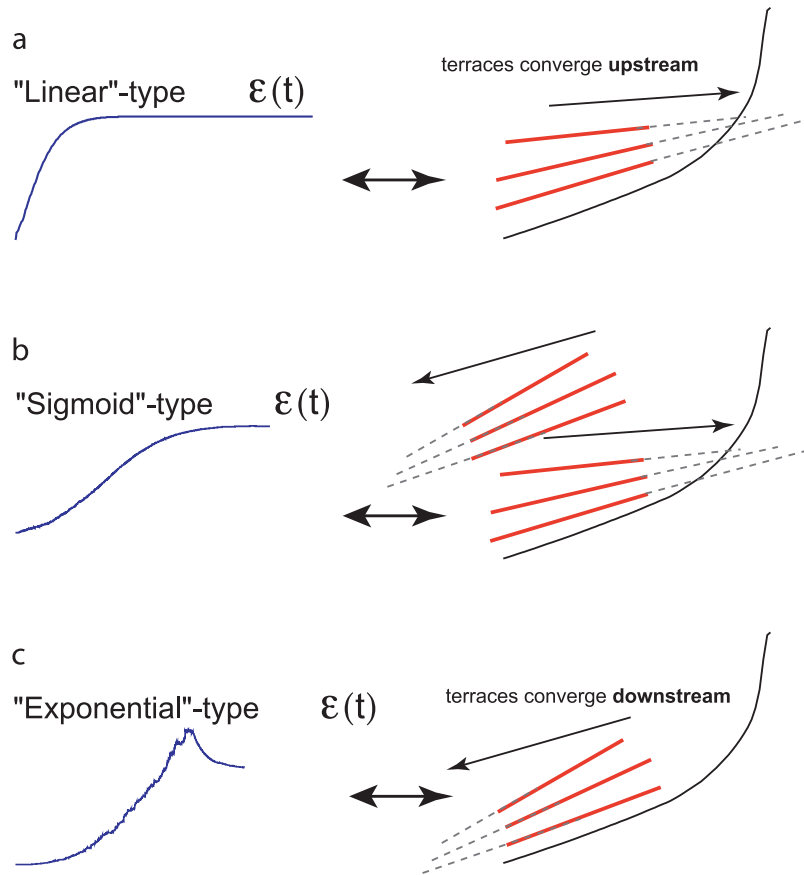 a
"Linear"-type ε(t)
terraces converge upstream
b
"Sigmoid"-type ε(t)
c
"Exponential"-type ε(t)
terraces converge downstream